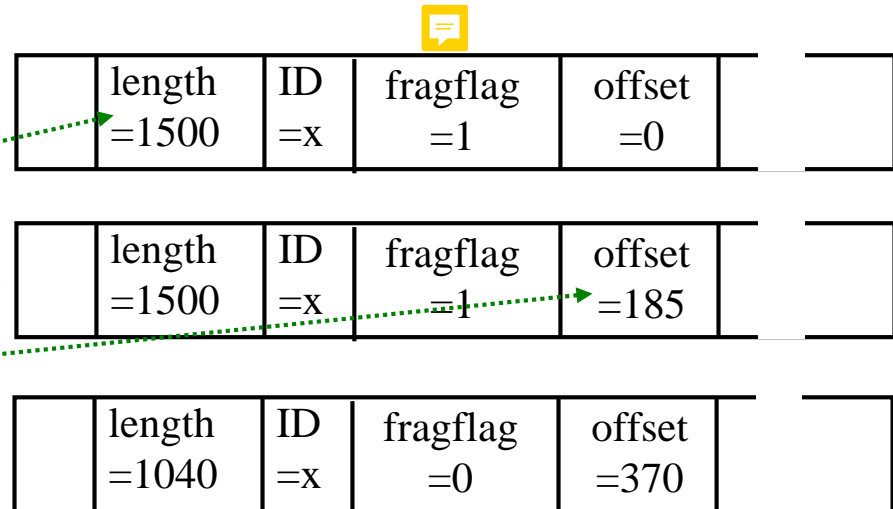 length ID fragflag offset
=1500 =x =1 =0
length ID fragflag offset
=1500 =x =1 =185
length ID fragflag offset
=1040 =x =0 =370